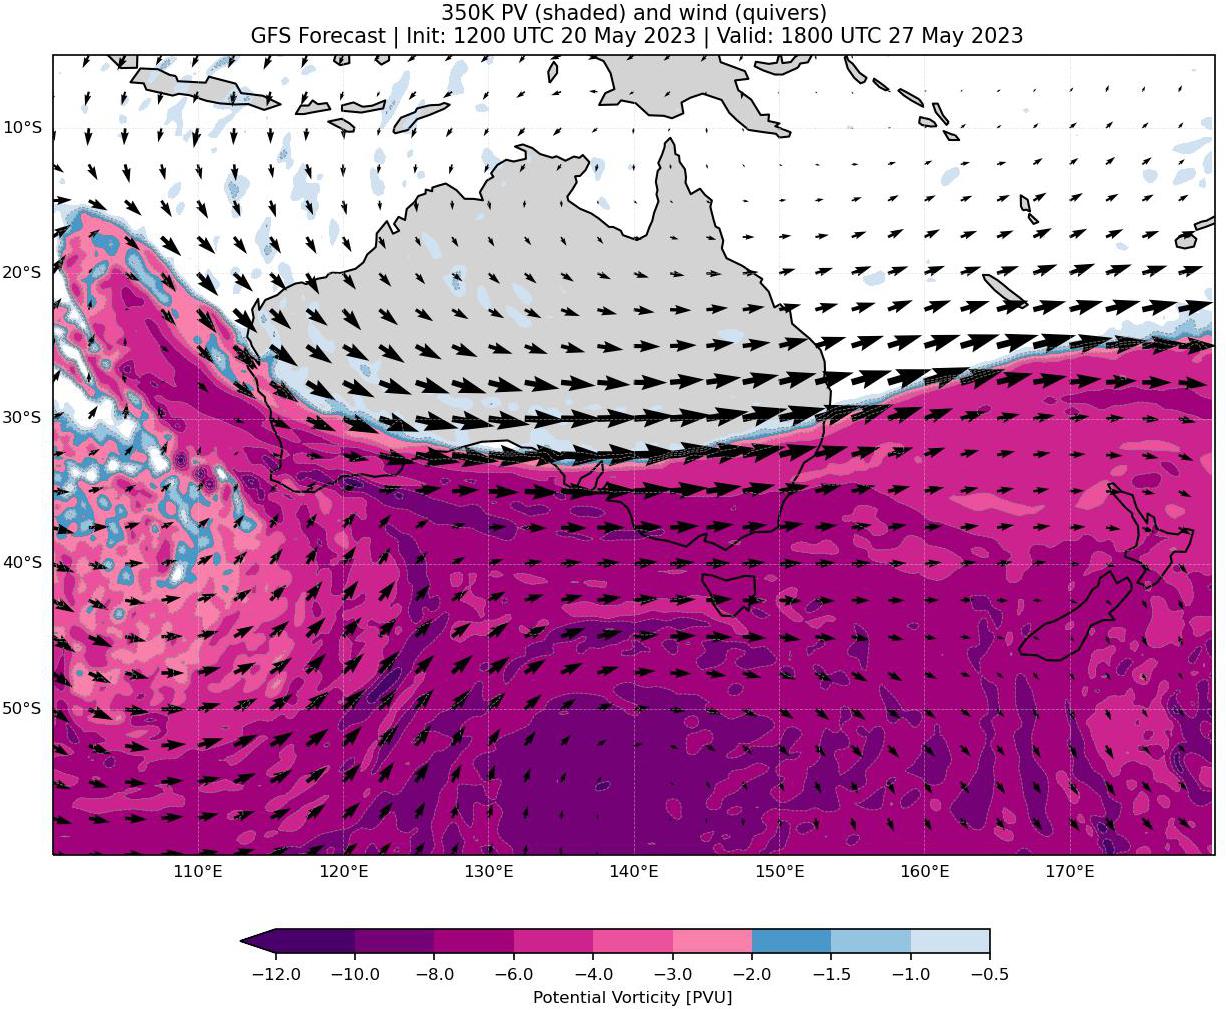 350K PV (shaded) and wind (quivers)
GFS Forecast | Init: 1200 UTC 20 May 2023 | Valid: 1800 UTC 27 May 2023
10°S
20°S
30°S
40°S
50°S
110°E 120°E 130°E 140°E 150°E 160°E 170°E
−12.0 −10.0 −8.0 −6.0 −4.0 −3.0 −2.0 −1.5 −1.0 −0.5
Potential Vorticity [PVU]